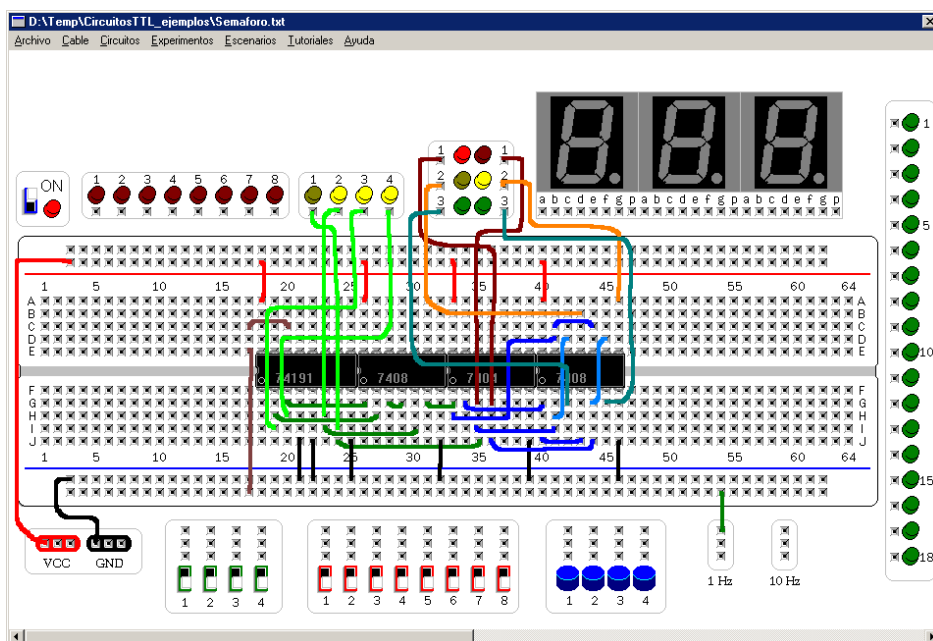 D:\Temp\CircuitosTTL_ejemplos\Semaforo.txt
Archivo Cable Circuitos Experimentos Escenarios Tutoriales Ayuda
ON
1 2 3 4 5 6 7 8
1 2 3 4
1 1
2 2
3 3
a b c d e f g p a b c d e f g p a b c d e f g p
1
5
10
15
18
1 5 10 15 20 25 30 35 40 45 50 55 60 64
A A
B B
C C
D D
E E
74191 7408 7404 7408
F F
G G
H H
I I
J J
1 5 10 15 20 25 30 35 40 45 50 55 60 64
VCC GND
1 2 3 4
1 2 3 4 5 6 7 8
1 2 3 4
1 Hz
10 Hz